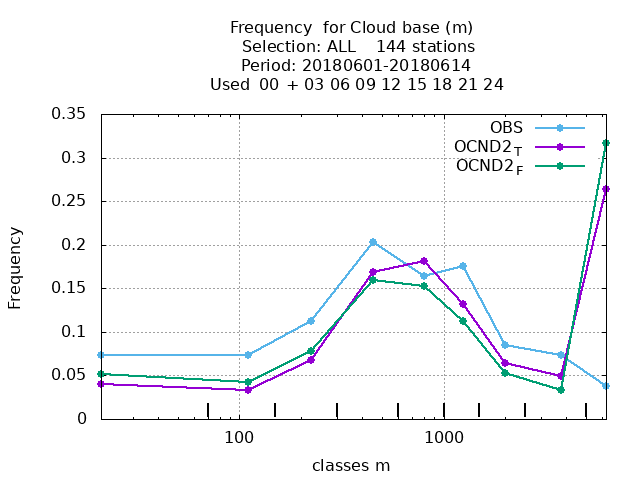 Frequency  for Cloud base (m)
Selection: ALL    144 stations
Period: 20180601-20180614
Used  00 + 03 06 09 12 15 18 21 24
0.35
0.3
0.25
0.2
0.15
0.1
0.05
0
Frequency
OBS
OCND2T
OCND2F
100
1000
classes m